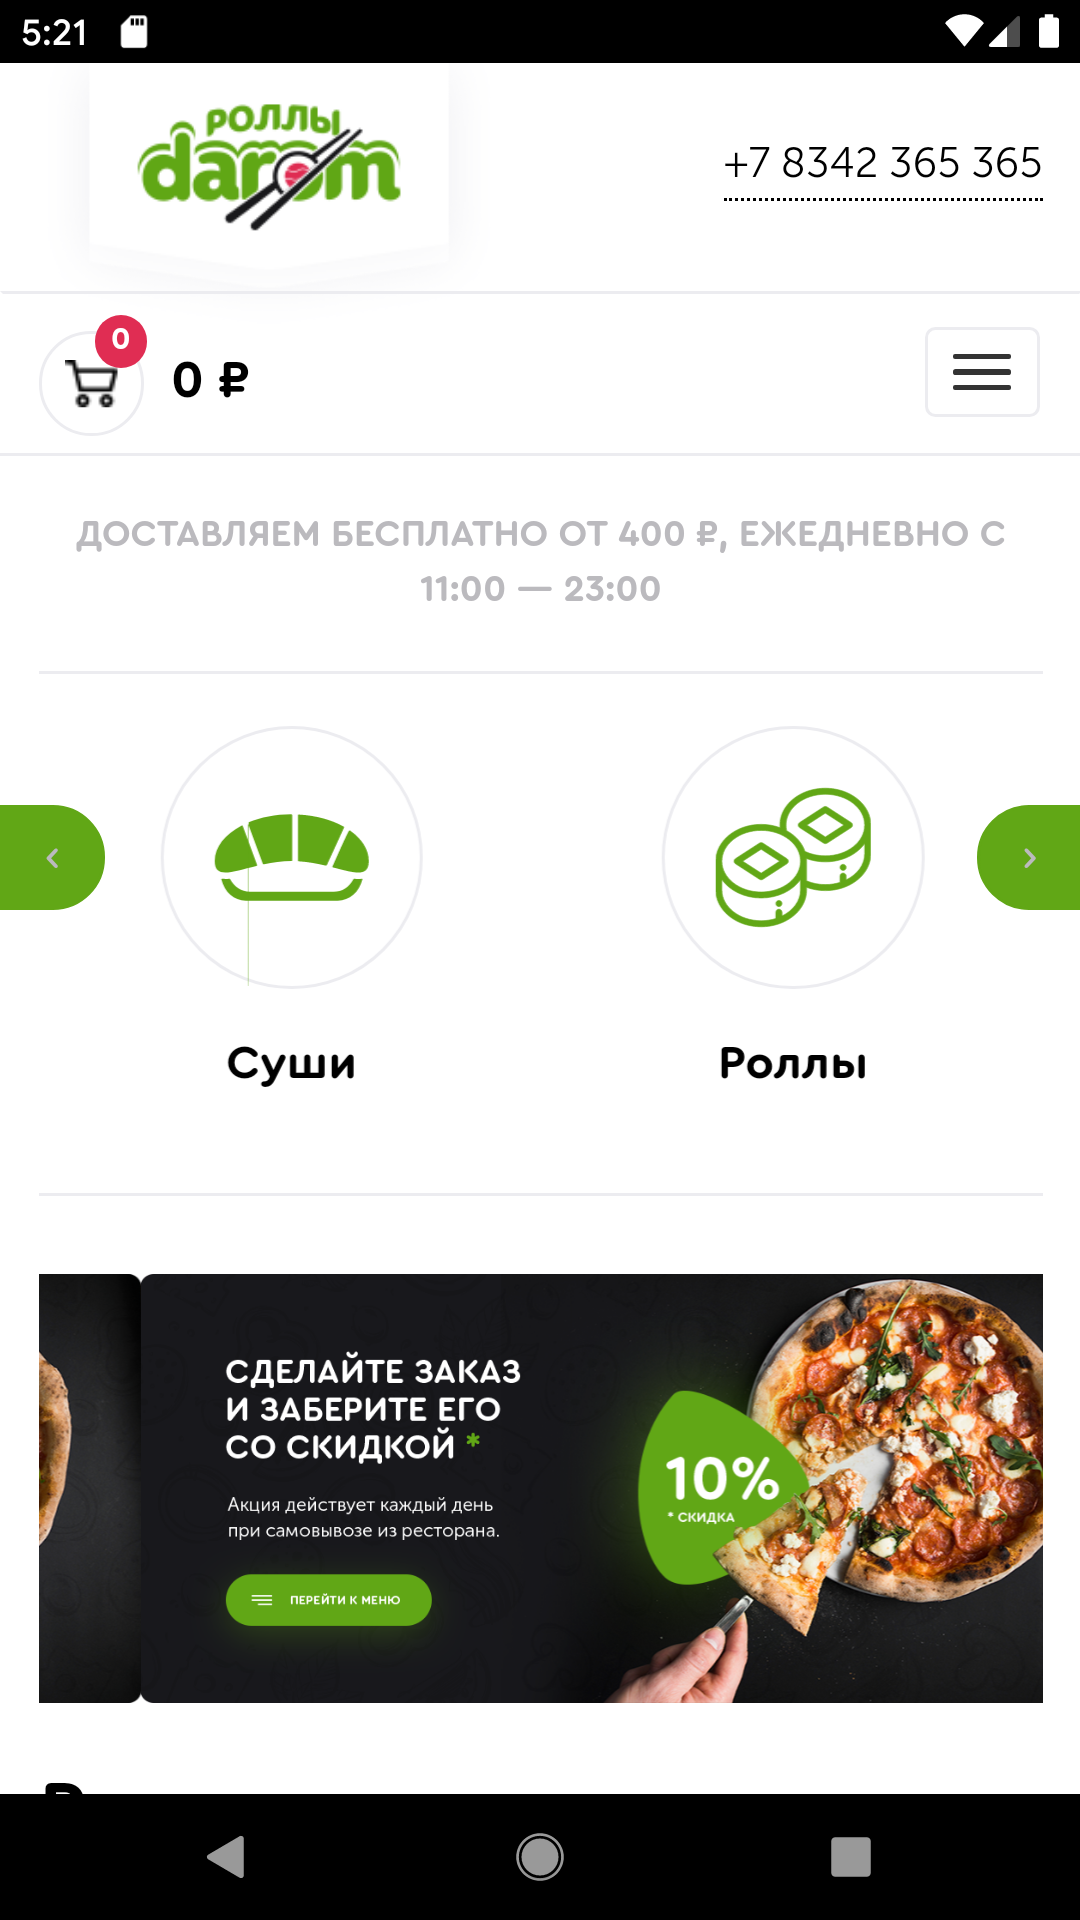 5:21
РОЛЛЫ
darom
+7 8342 365 365
0
0 ₽
ДОСТАВЛЯЕМ БЕСПЛАТНО ОТ 400 ₽, ЕЖЕДНЕВНО С
11:00 — 23:00
Суши
Роллы
СДЕЛАЙТЕ ЗАКАЗ
И ЗАБЕРИТЕ ЕГО
СО СКИДКОЙ *
10%
* СКИДКА
Акция действует каждый день
при самовывозе из ресторана.
ПЕРЕЙТИ К МЕНЮ